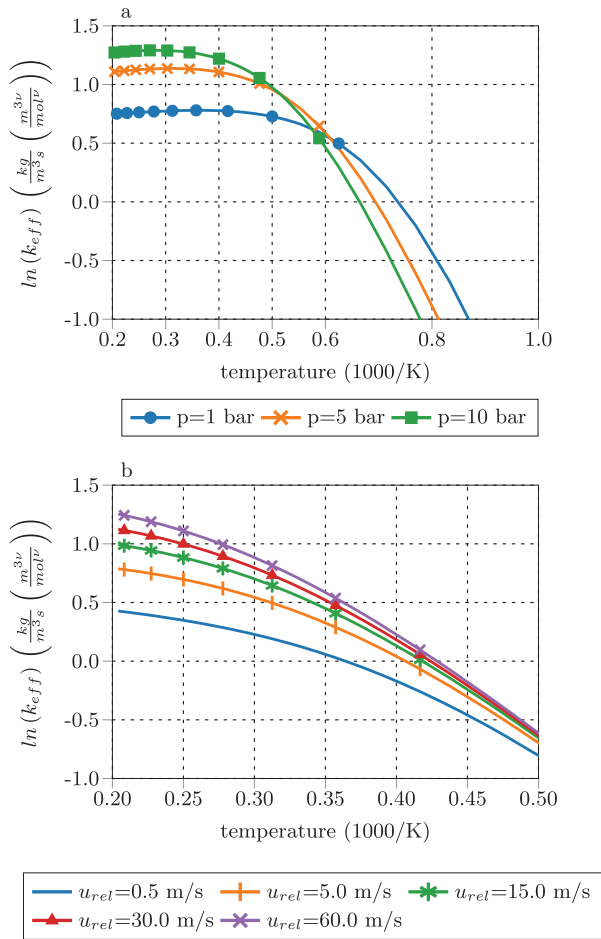 a
1.5
1.0
0.5
0.0
-0.5
-1.0
ln (k_eff) (kg/m³s (m^{3ν}/mol^ν))
0.2 0.3 0.4 0.5 0.6 0.8 1.0
temperature (1000/K)
p=1 bar p=5 bar p=10 bar
b
1.5
1.0
0.5
0.0
-0.5
-1.0
ln (k_eff) (kg/m³s (m^{3ν}/mol^ν))
0.20 0.25 0.30 0.35 0.40 0.45 0.50
temperature (1000/K)
u_rel=0.5 m/s u_rel=5.0 m/s u_rel=15.0 m/s
u_rel=30.0 m/s u_rel=60.0 m/s